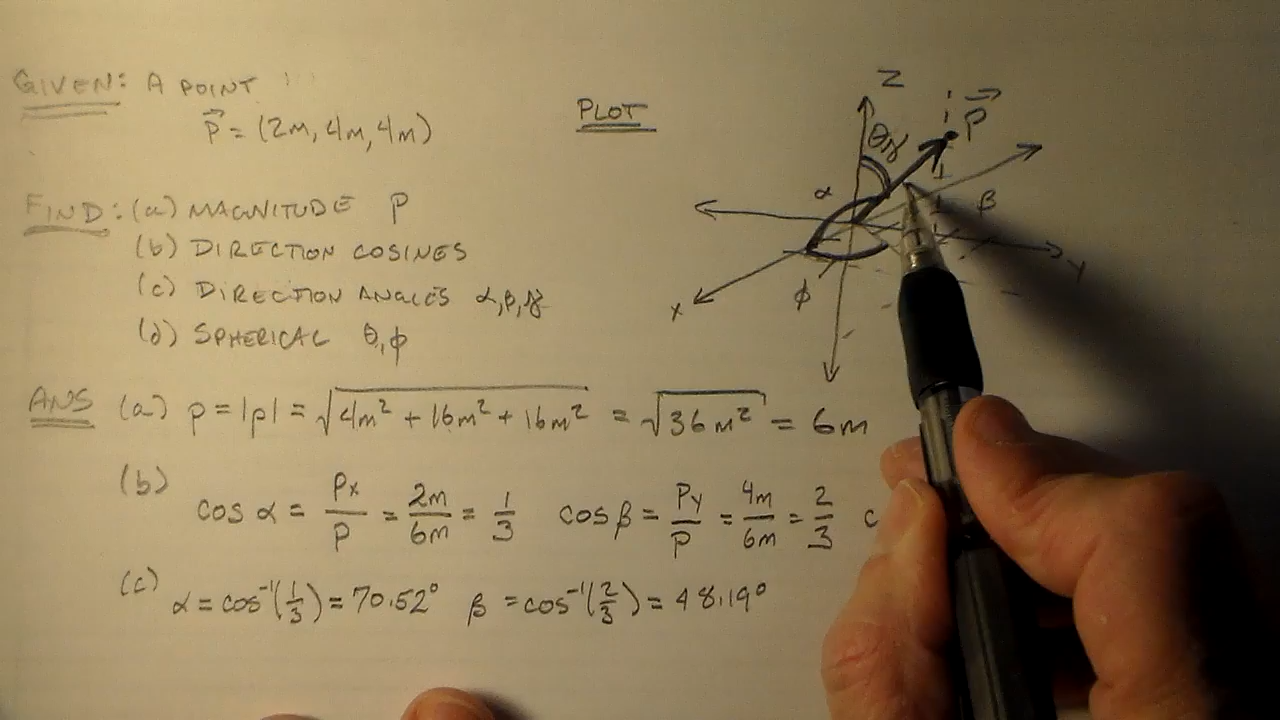 GIVEN: A POINT
P⃗ = (2m, 4m, 4m)
FIND: (a) MAGNITUDE P
(b) DIRECTION COSINES
(c) DIRECTION ANGLES α, β, γ
(d) SPHERICAL θ, φ
PLOT
Z
P⃗
θ, γ
α
β
Y
X
φ
ANS (a) p = |p| = √(4m² + 16m² + 16m²) = √(36m²) = 6m
(b) cos α = Px/P = 2m/6m = 1/3 cos β = Py/P = 4m/6m = 2/3 c
(c) α = cos⁻¹(1/3) = 70.52° β = cos⁻¹(2/3) = 48.19°